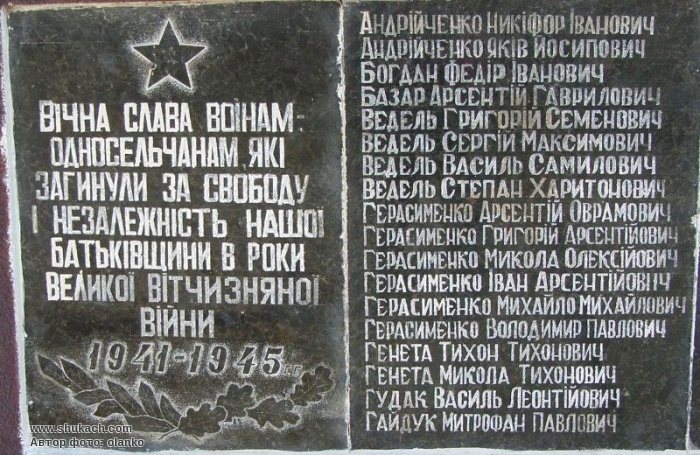 ВІЧНА СЛАВА ВОЇНАМ-
ОДНОСЕЛЬЧАНАМ, ЯКІ
ЗАГИНУЛИ ЗА СВОБОДУ
І НЕЗАЛЕЖНІСТЬ НАШОЇ
БАТЬКІВЩИНИ В РОКИ
ВЕЛИКОЇ ВІТЧИЗНЯНОЇ
ВІЙНИ
1941-1945 г.г.
АНДРІЙЧЕНКО НИКІФОР ІВАНОВИЧ
АНДРІЙЧЕНКО ЯКІВ ЙОСИПОВИЧ
БОГДАН ФЕДІР ІВАНОВИЧ
БАЗАР АРСЕНТІЙ ГАВРИЛОВИЧ
ВЕДЕЛЬ ГРИГОРІЙ СЕМЕНОВИЧ
ВЕДЕЛЬ СЕРГІЙ МАКСИМОВИЧ
ВЕДЕЛЬ ВАСИЛЬ САМИЛОВИЧ
ВЕДЕЛЬ СТЕПАН ХАРИТОНОВИЧ
ГЕРАСИМЕНКО АРСЕНТІЙ ОВРАМОВИЧ
ГЕРАСИМЕНКО ГРИГОРІЙ АРСЕНТІЙОВИЧ
ГЕРАСИМЕНКО МИКОЛА ОЛЕКСІЙОВИЧ
ГЕРАСИМЕНКО ІВАН АРСЕНТІЙОВИЧ
ГЕРАСИМЕНКО МИХАЙЛО МИХАЙЛОВИЧ
ГЕРАСИМЕНКО ВОЛОДИМИР ПАВЛОВИЧ
ГЕНЕТА ТИХОН ТИХОНОВИЧ
ГЕНЕТА МИКОЛА ТИХОНОВИЧ
ГУДАК ВАСИЛЬ ЛЕОНТІЙОВИЧ
ГАЙДУК МИТРОФАН ПАВЛОВИЧ
www.shukach.com
Автор фото: olanko